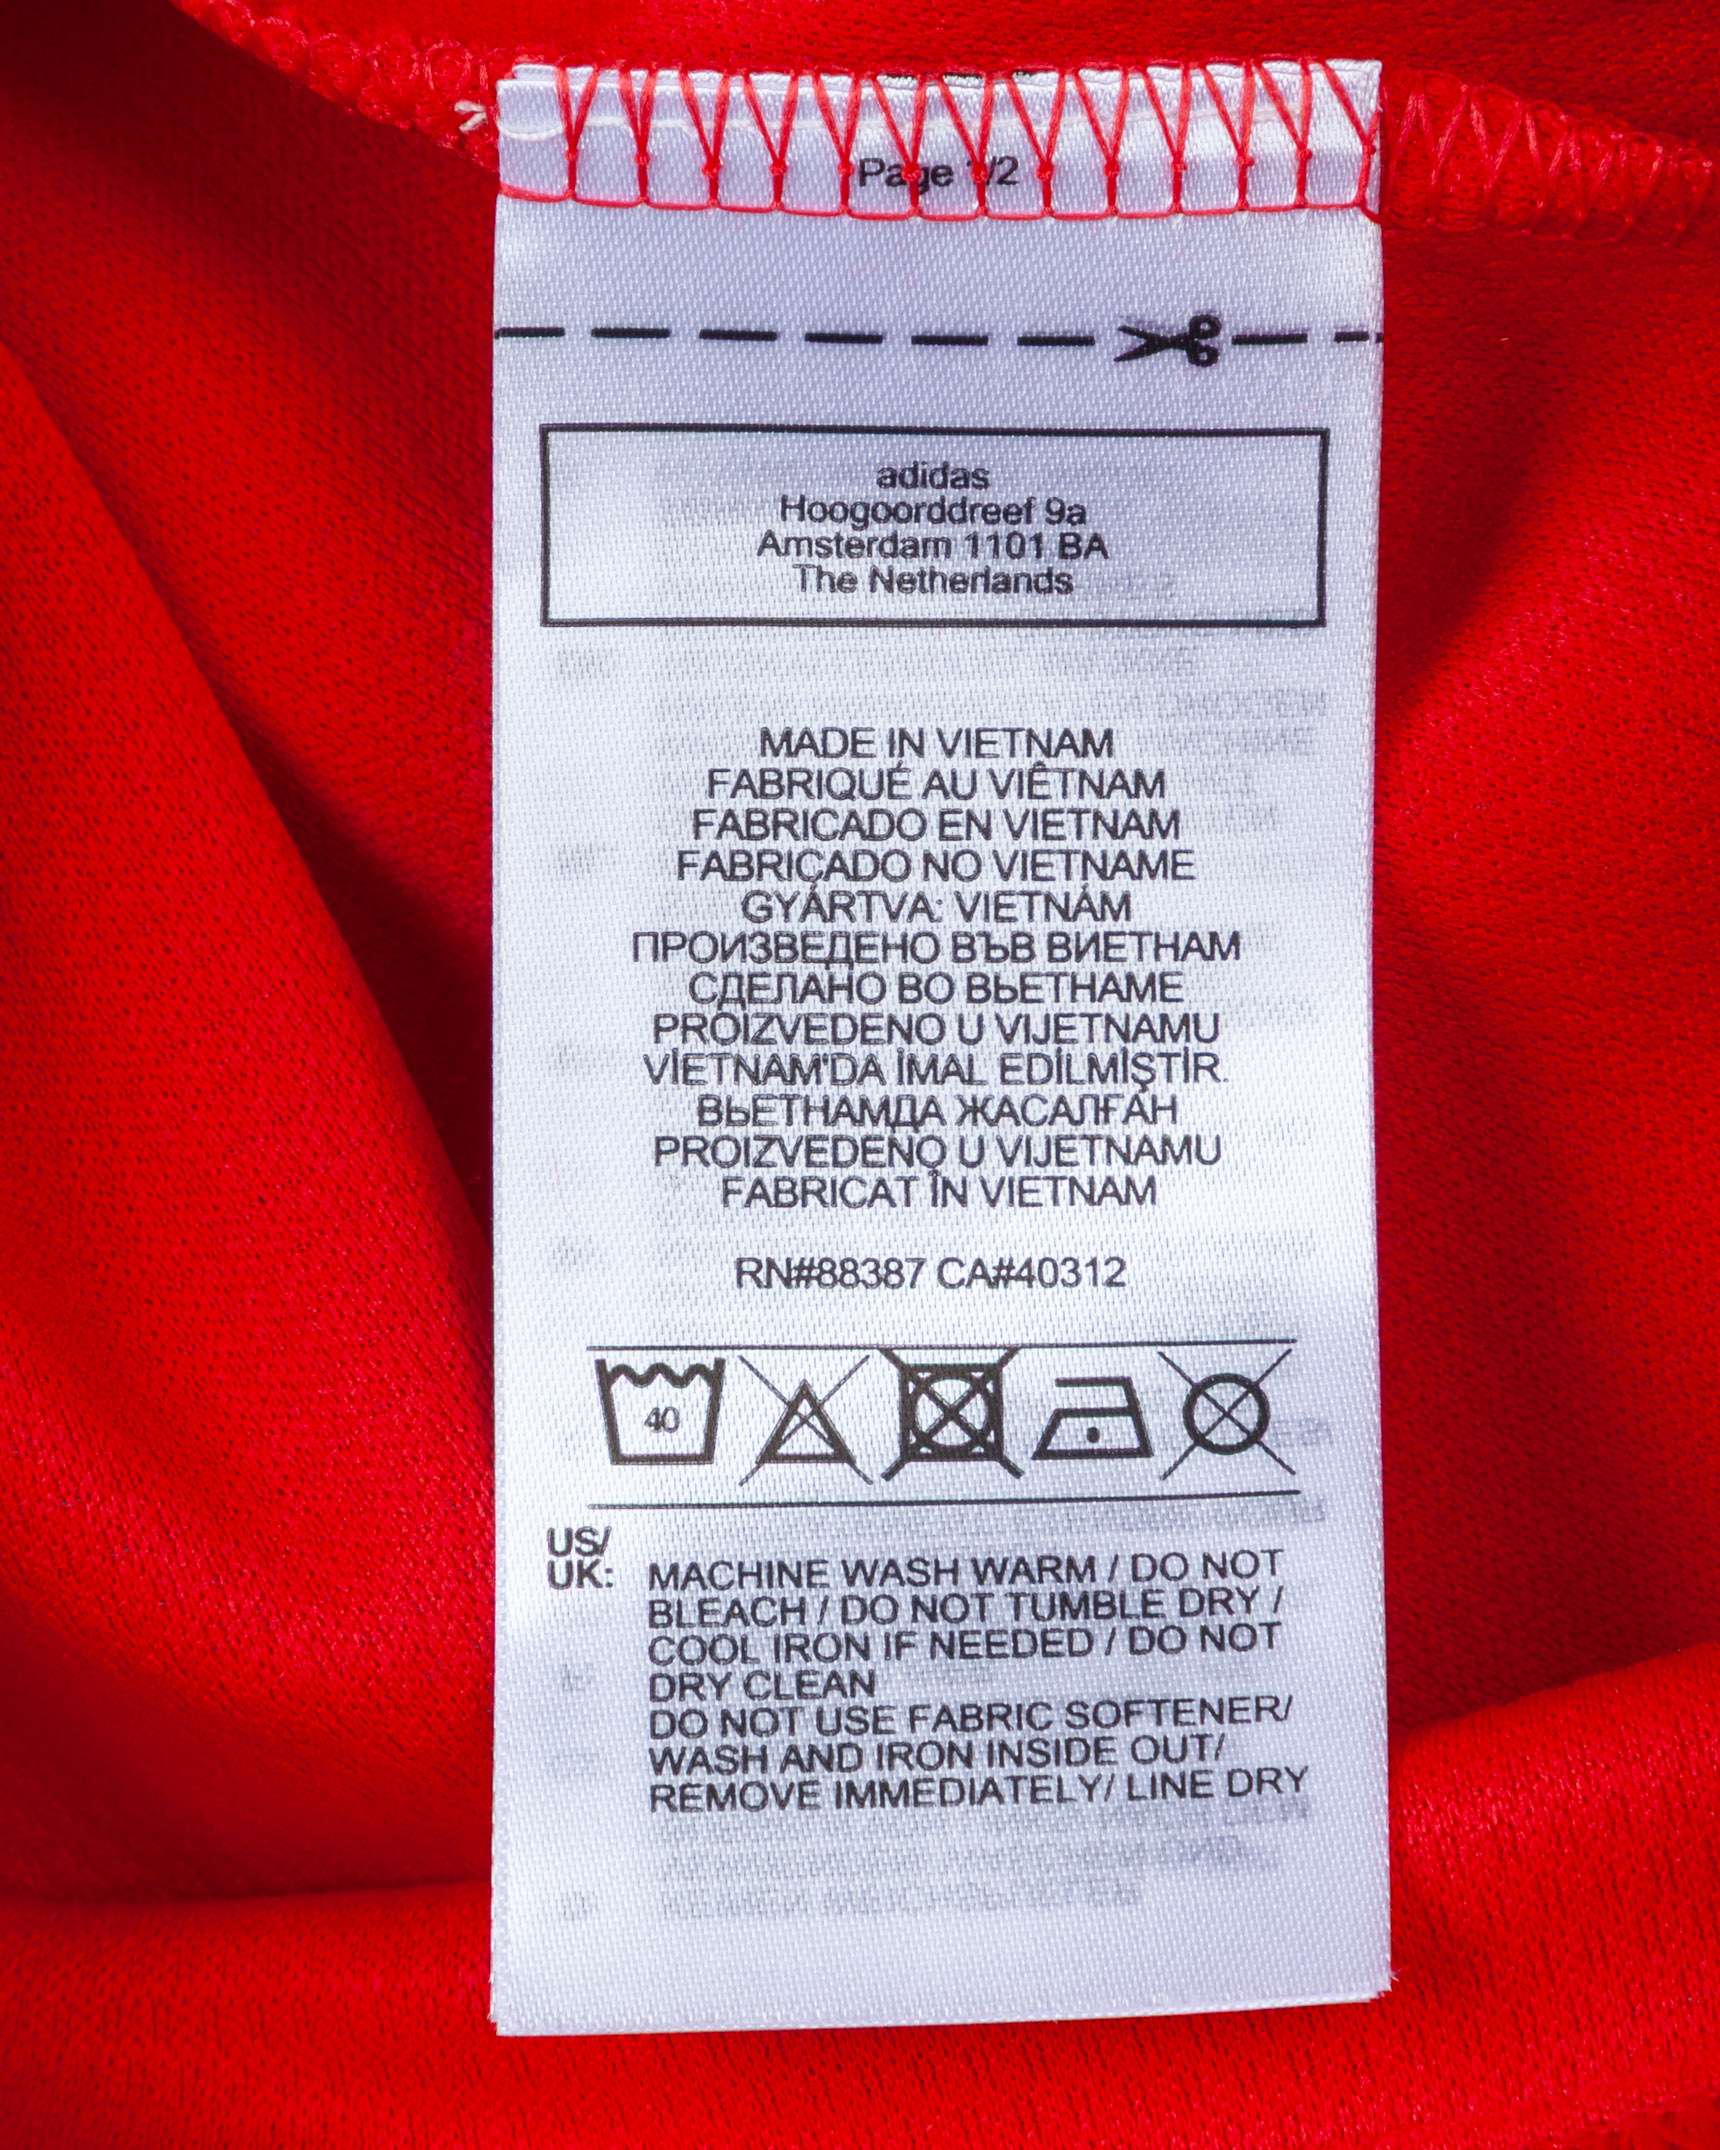 Page 1/2
adidas
Hoogoorddreef 9a
Amsterdam 1101 BA
The Netherlands
MADE IN VIETNAM
FABRIQUÉ AU VIÊTNAM
FABRICADO EN VIETNAM
FABRICADO NO VIETNAME
GYÁRTVA: VIETNÁM
ПРОИЗВЕДЕНО ВЪВ ВИЕТНАМ
СДЕЛАНО ВО ВЬЕТНАМЕ
PROIZVEDENO U VIJETNAMU
VİETNAM'DA İMAL EDİLMİŞTİR.
ВЬЕТНАМДА ЖАСАЛҒАН
PROIZVEDENO U VIJETNAMU
FABRICAT ÎN VIETNAM
RN#88387 CA#40312
40
US/
UK: MACHINE WASH WARM / DO NOT
BLEACH / DO NOT TUMBLE DRY /
COOL IRON IF NEEDED / DO NOT
DRY CLEAN
DO NOT USE FABRIC SOFTENER/
WASH AND IRON INSIDE OUT/
REMOVE IMMEDIATELY/ LINE DRY